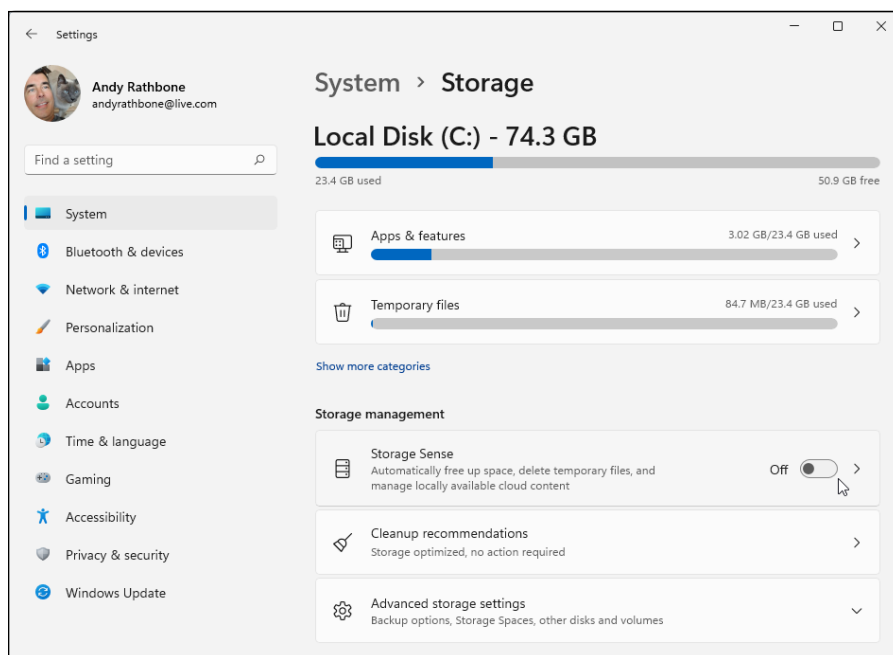 Settings
Andy Rathbone
andyrathbone@live.com
Find a setting
System
Bluetooth & devices
Network & internet
Personalization
Apps
Accounts
Time & language
Gaming
Accessibility
Privacy & security
Windows Update
System > Storage
Local Disk (C:) - 74.3 GB
23.4 GB used 50.9 GB free
Apps & features 3.02 GB/23.4 GB used
Temporary files 84.7 MB/23.4 GB used
Show more categories
Storage management
Storage Sense
Automatically free up space, delete temporary files, and
manage locally available cloud content
Off
Cleanup recommendations
Storage optimized, no action required
Advanced storage settings
Backup options, Storage Spaces, other disks and volumes